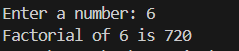 Enter a number: 6
Factorial of 6 is 720